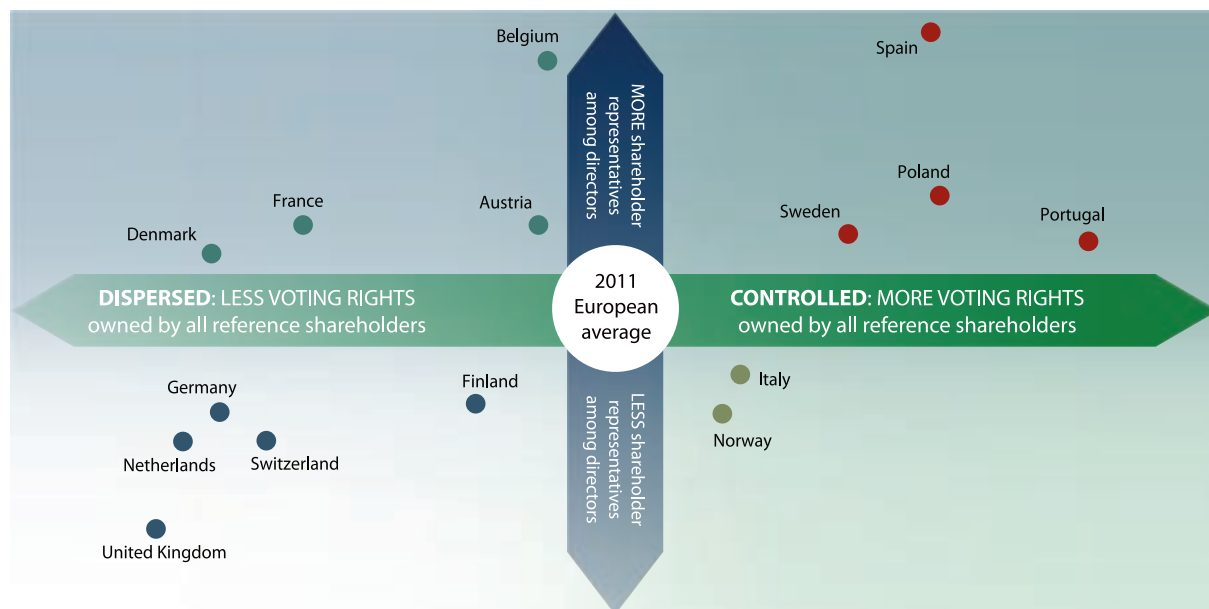 Belgium
Spain
MORE shareholder
representatives
among directors
Poland
France
Austria
Sweden
Portugal
Denmark
DISPERSED: LESS VOTING RIGHTS
owned by all reference shareholders
2011
European
average
CONTROLLED: MORE VOTING RIGHTS
owned by all reference shareholders
Germany
Finland
Italy
LESS shareholder
representatives
among directors
Norway
Netherlands
Switzerland
United Kingdom